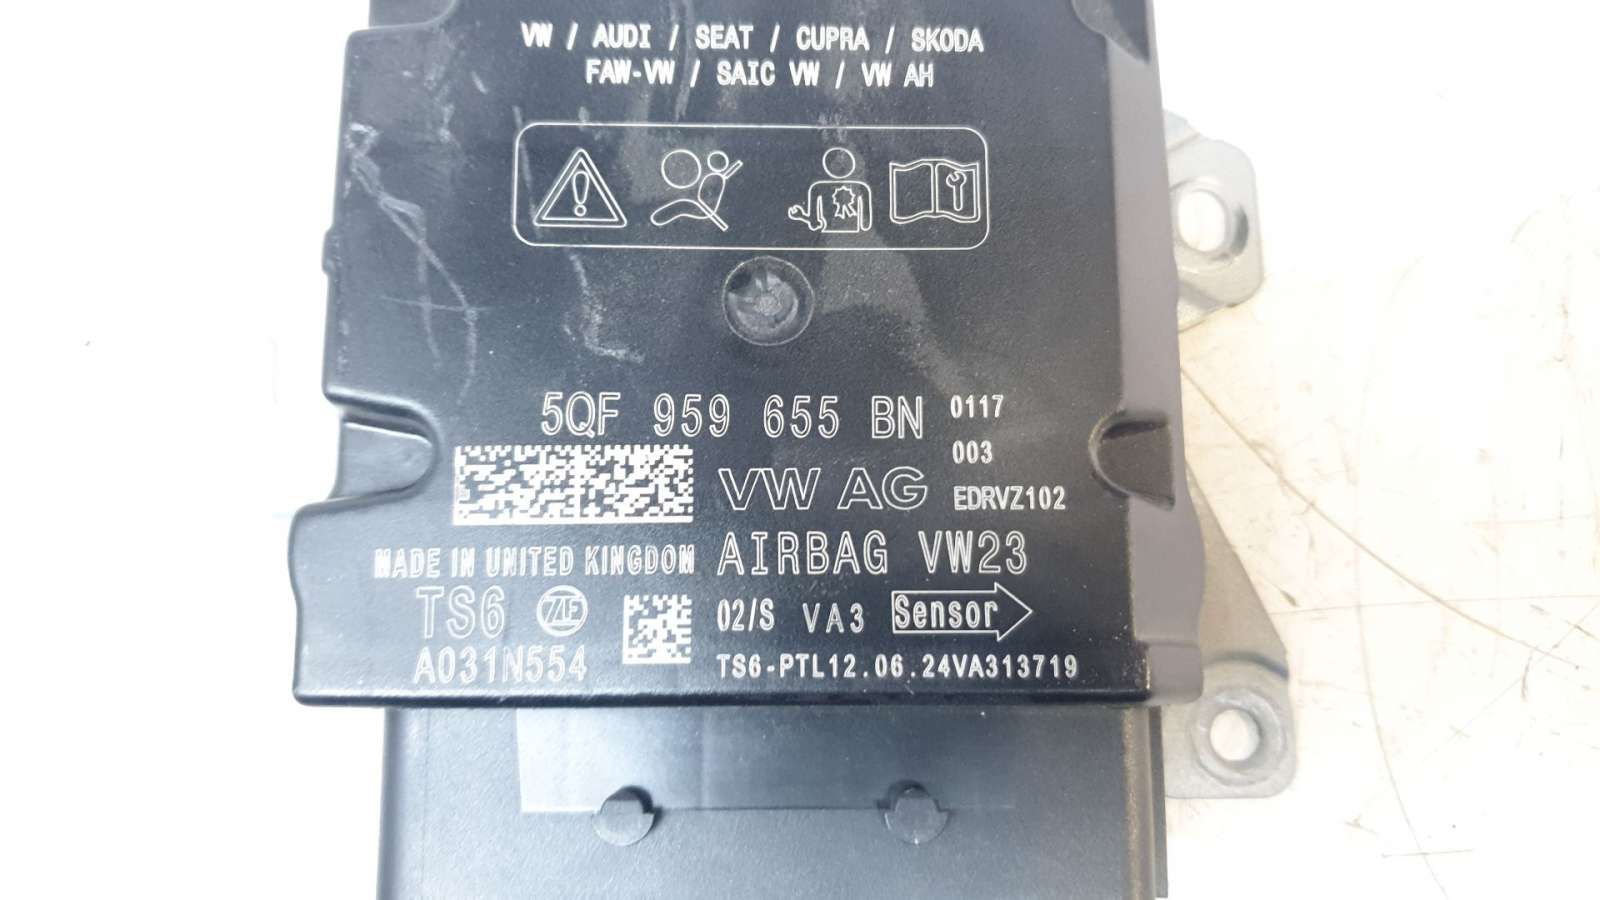 VW / AUDI / SEAT / CUPRA / SKODA
FAW-VW / SAIC VW / VW AH
5QF 959 655 BN 0117
003
VW AG EDRVZ102
MADE IN UNITED KINGDOM AIRBAG VW23
TS6 ZF 02/S VA3 Sensor
A031N554 TS6-PTL12.06.24VA313719